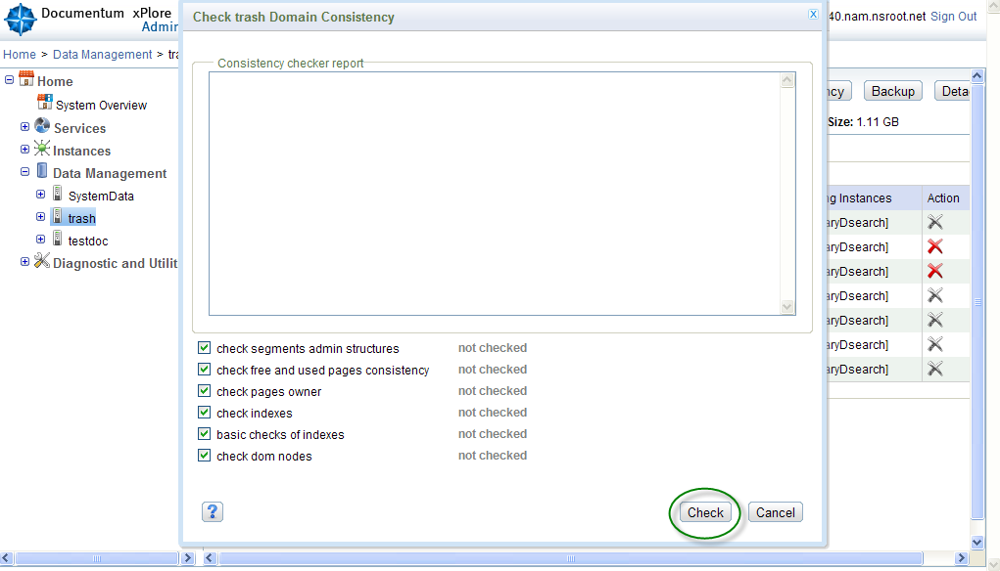 Documentum xPlore
Admin
Check trash Domain Consistency
40.nam.nsroot.net Sign Out
Home > Data Management >
Consistency checker report
Home
System Overview
Services
Instances
Data Management
SystemData
trash
testdoc
Diagnostic and Utilit
ncy Backup Deta
Size: 1.11 GB
ng Instances Action
aryDsearch]
aryDsearch]
aryDsearch]
aryDsearch]
aryDsearch]
aryDsearch]
aryDsearch]
check segments admin structures not checked
check free and used pages consistency not checked
check pages owner not checked
check indexes not checked
basic checks of indexes not checked
check dom nodes not checked
? Check Cancel